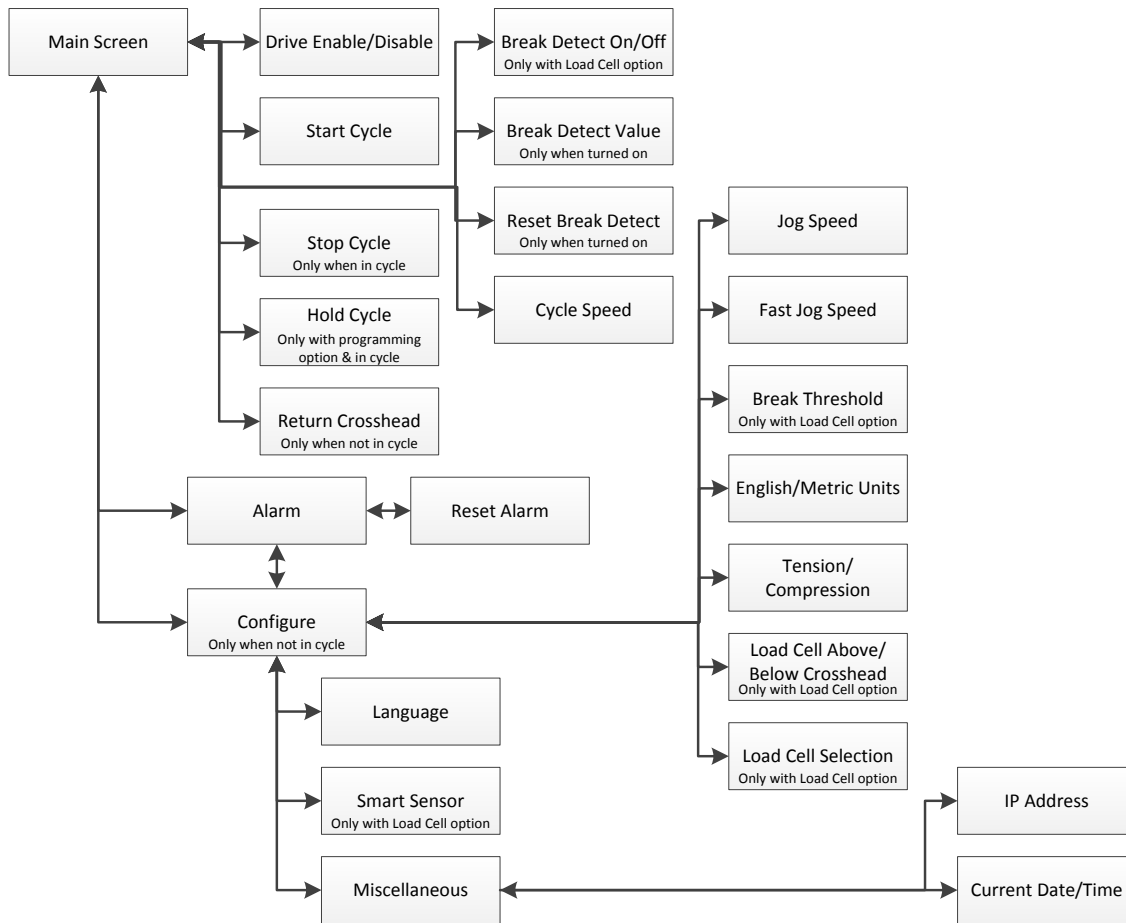 Main Screen
Drive Enable/Disable
Break Detect On/Off
Only with Load Cell option
Start Cycle
Break Detect Value
Only when turned on
Stop Cycle
Only when in cycle
Reset Break Detect
Only when turned on
Jog Speed
Hold Cycle
Only with programming
option & in cycle
Cycle Speed
Fast Jog Speed
Return Crosshead
Only when not in cycle
Break Threshold
Only with Load Cell option
Alarm
Reset Alarm
English/Metric Units
Configure
Only when not in cycle
Tension/
Compression
Load Cell Above/
Below Crosshead
Only with Load Cell option
Language
Load Cell Selection
Only with Load Cell option
Smart Sensor
Only with Load Cell option
IP Address
Miscellaneous
Current Date/Time